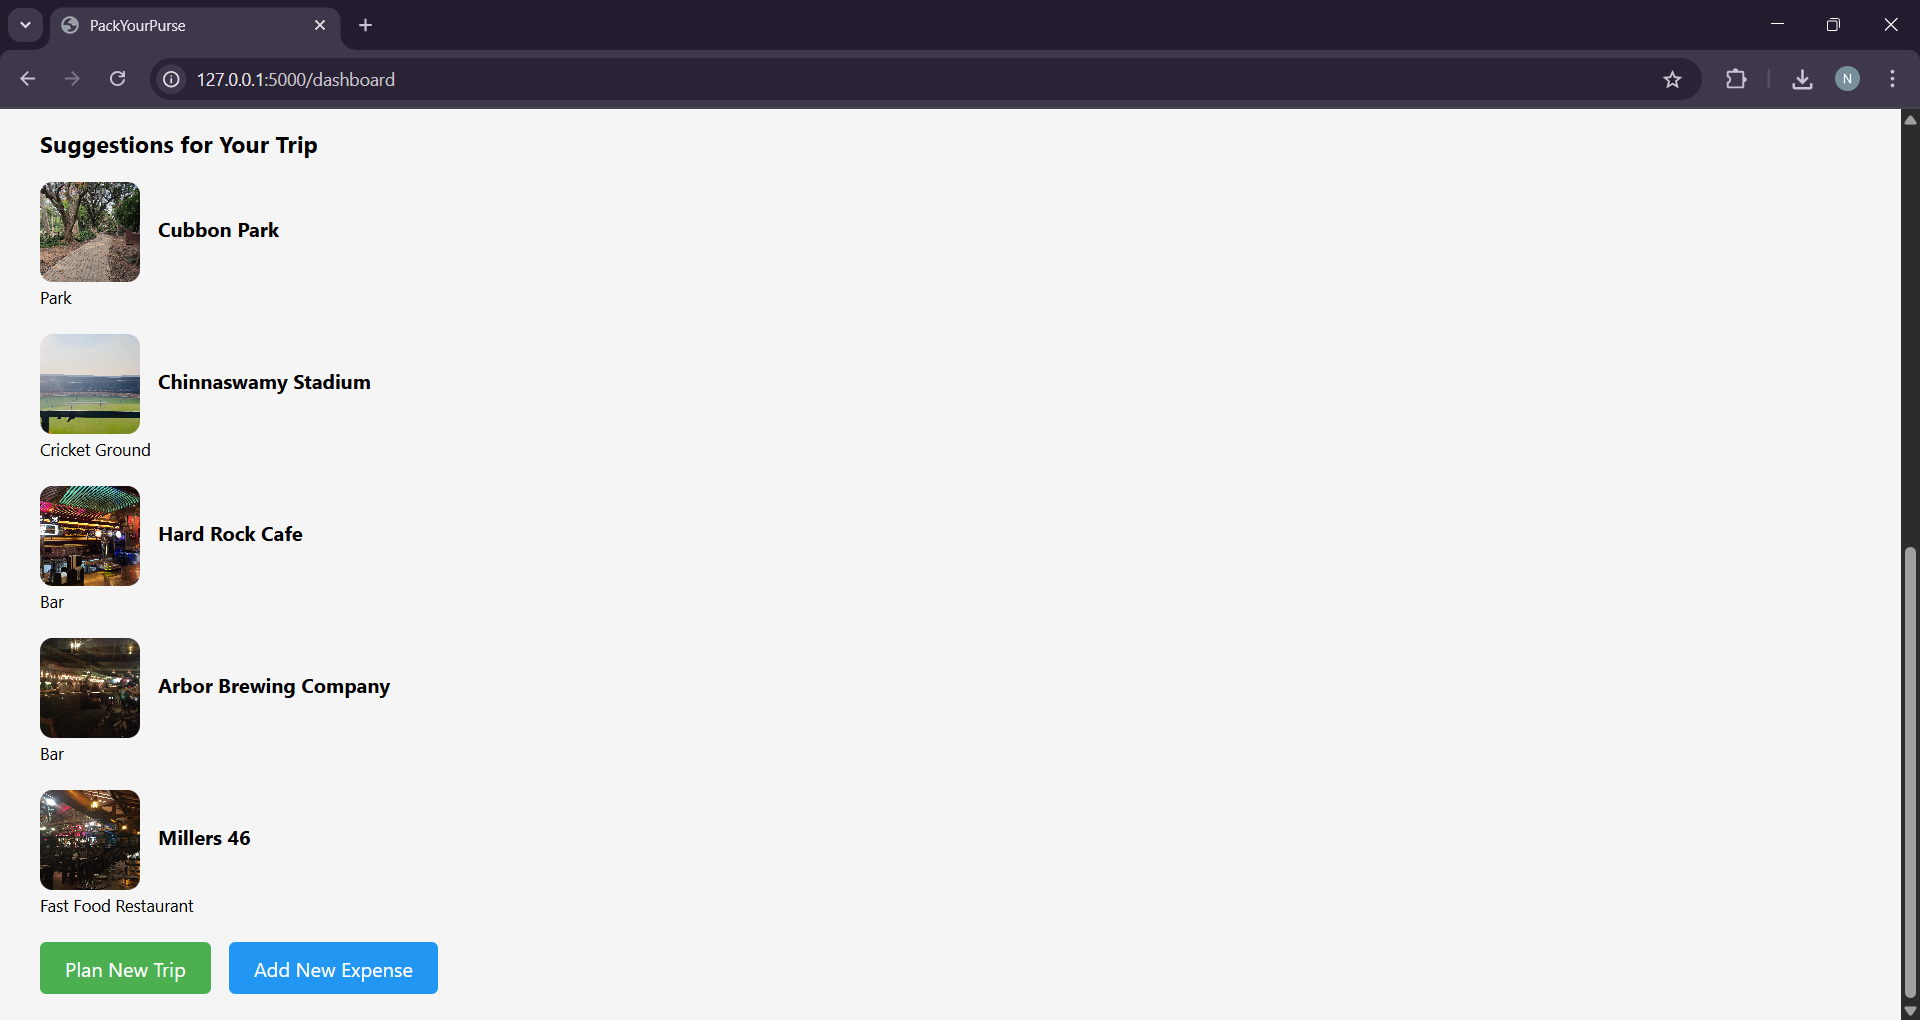 PackYourPurse
127.0.0.1:5000/dashboard
N
Suggestions for Your Trip
Cubbon Park
Park
Chinnaswamy Stadium
Cricket Ground
Hard Rock Cafe
Bar
Arbor Brewing Company
Bar
Millers 46
Fast Food Restaurant
Plan New Trip
Add New Expense